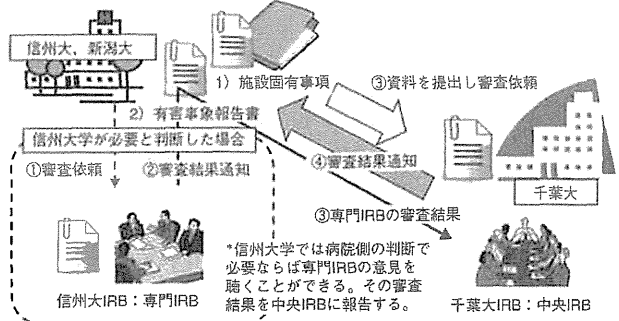 信州大、新潟大
1）施設固有事項
③資料を提出し審査依頼
2）有害事象報告書
信州大学が必要と判断した場合
①審査依頼
②審査結果通知
④審査結果通知
千葉大
③専門IRBの審査結果
*信州大学では病院側の判断で
必要ならば専門IRBの意見を
聴くことができる。その審査
結果を中央IRBに報告する。
信州大IRB：専門IRB
千葉大IRB：中央IRB